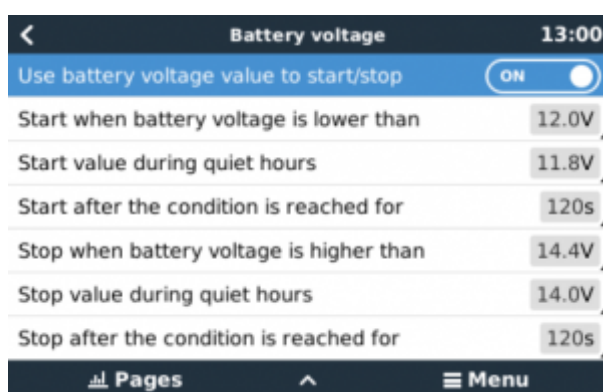 Battery voltage 13:00
Use battery voltage value to start/stop ON
Start when battery voltage is lower than 12.0V
Start value during quiet hours 11.8V
Start after the condition is reached for 120s
Stop when battery voltage is higher than 14.4V
Stop value during quiet hours 14.0V
Stop after the condition is reached for 120s
Pages Menu